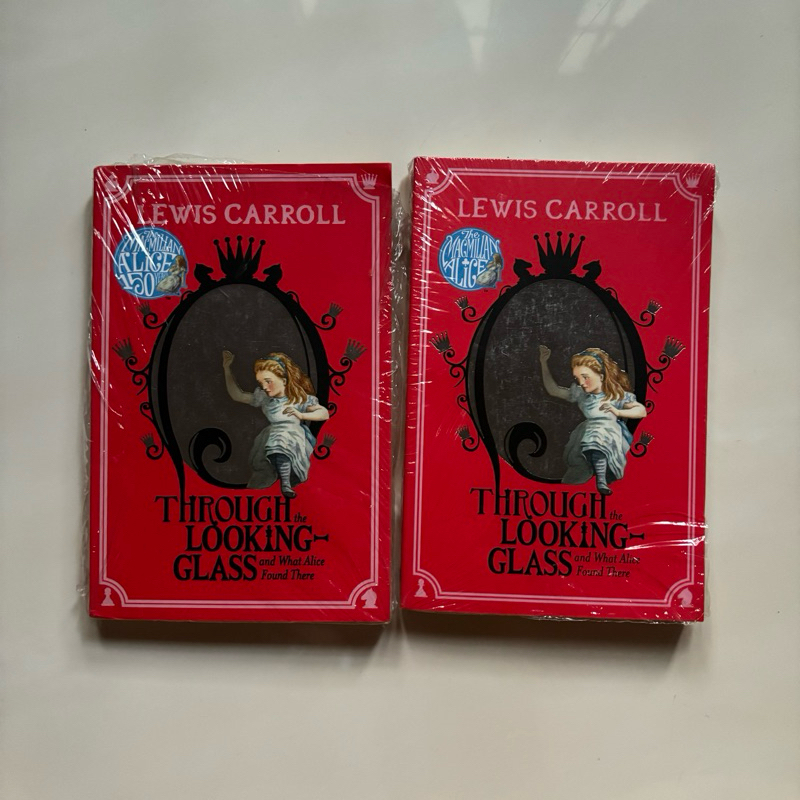 LEWIS CARROLL
The
MACMILLAN
ALICE
150
THROUGH the
LOOKING-
GLASS and What Alice
Found There
LEWIS CARROLL
The
MACMILLAN
ALICE
THROUGH the
LOOKING-
GLASS and What Alice
Found There